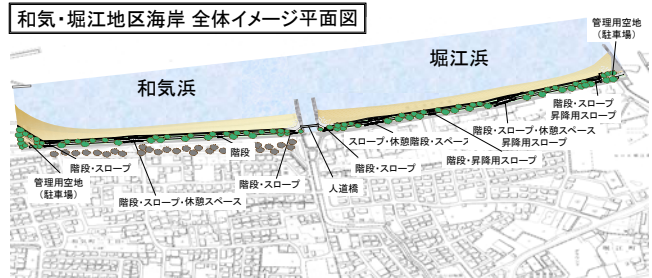 和気・堀江地区海岸 全体イメージ平面図
管理用空地
(駐車場)
堀江浜
和気浜
階段・スロープ
昇降用スロープ
階段・スロープ・休憩スペース
昇降用スロープ
スロープ・休憩階段・スペース
階段・昇降用スロープ
階段
階段・スロープ
階段・スロープ
階段・スロープ
管理用空地
(駐車場)
人道橋
階段・スロープ・休憩スペース